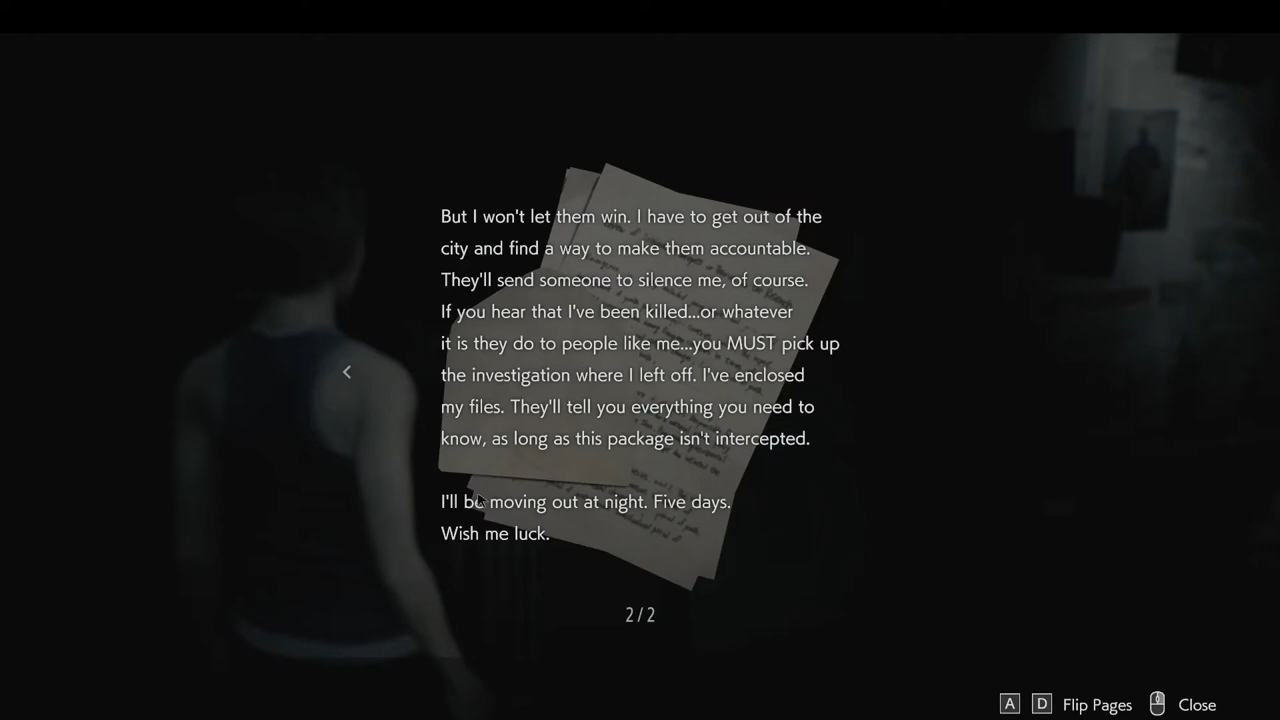 But I won't let them win. I have to get out of the
city and find a way to make them accountable.
They'll send someone to silence me, of course.
If you hear that I've been killed...or whatever
it is they do to people like me...you MUST pick up
the investigation where I left off. I've enclosed
my files. They'll tell you everything you need to
know, as long as this package isn't intercepted.
I'll be moving out at night. Five days.
Wish me luck.
2/2
A D Flip Pages Close